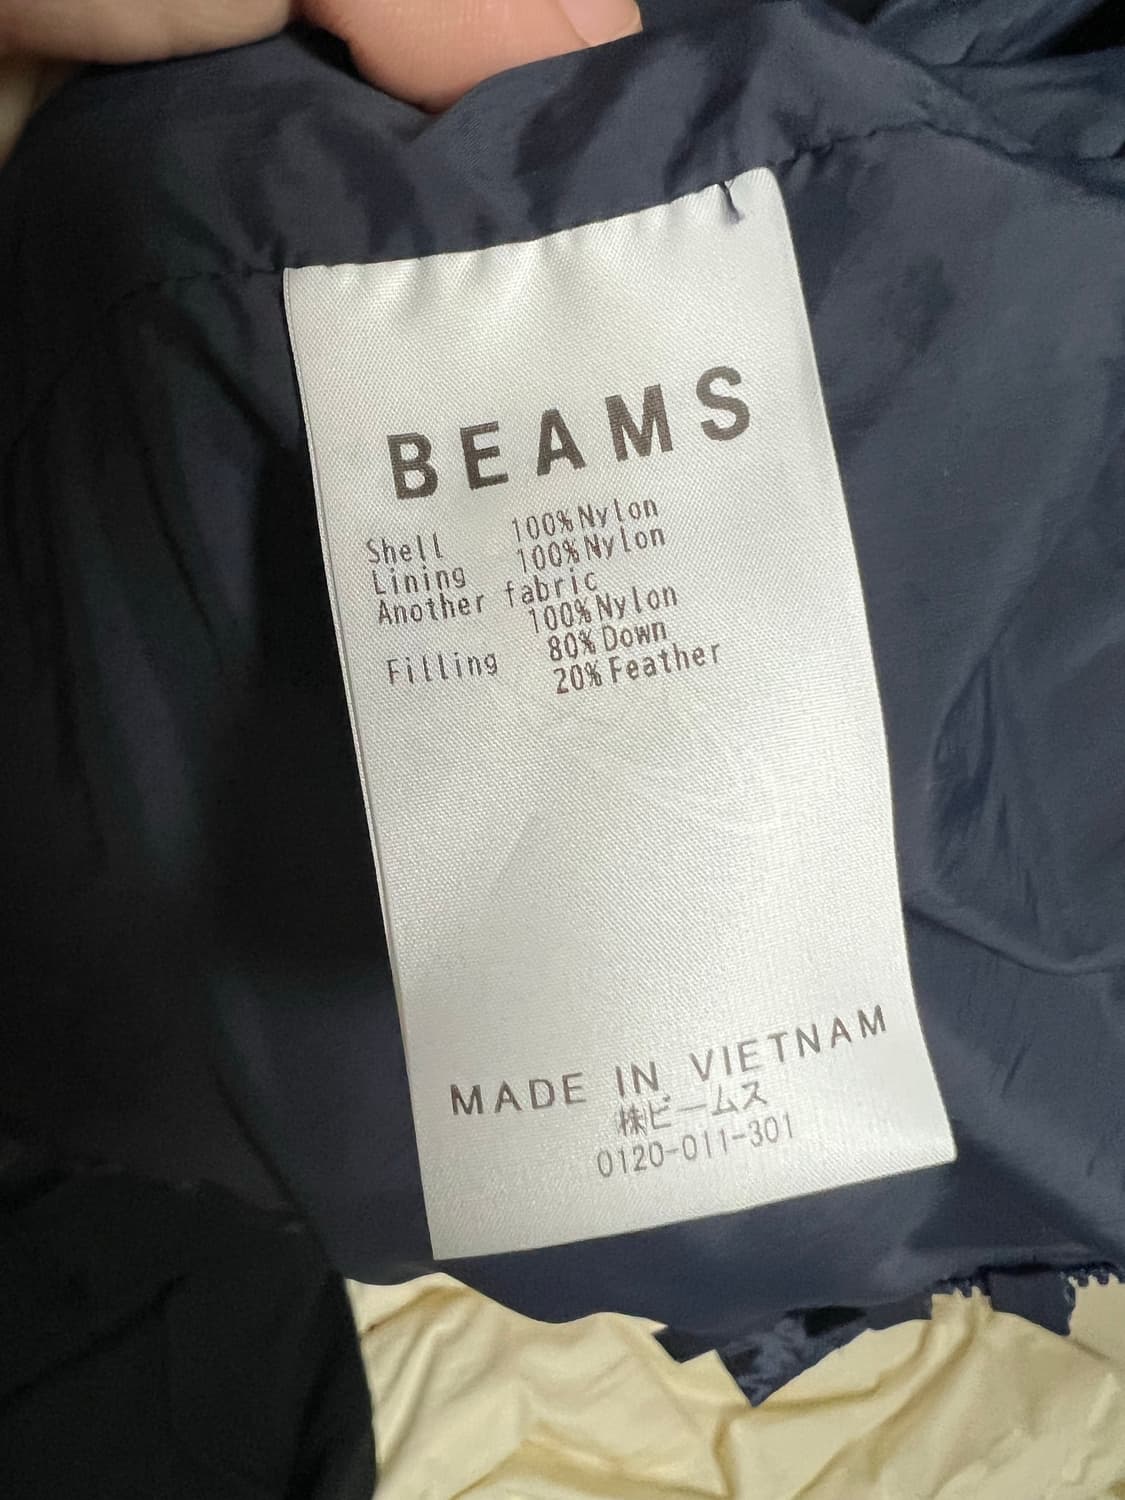 BEAMS
Shell 100%Nylon
Lining 100%Nylon
Another fabric
100%Nylon
Filling 80%Down
20%Feather
MADE IN VIETNAM
㈱ビームス
0120-011-301